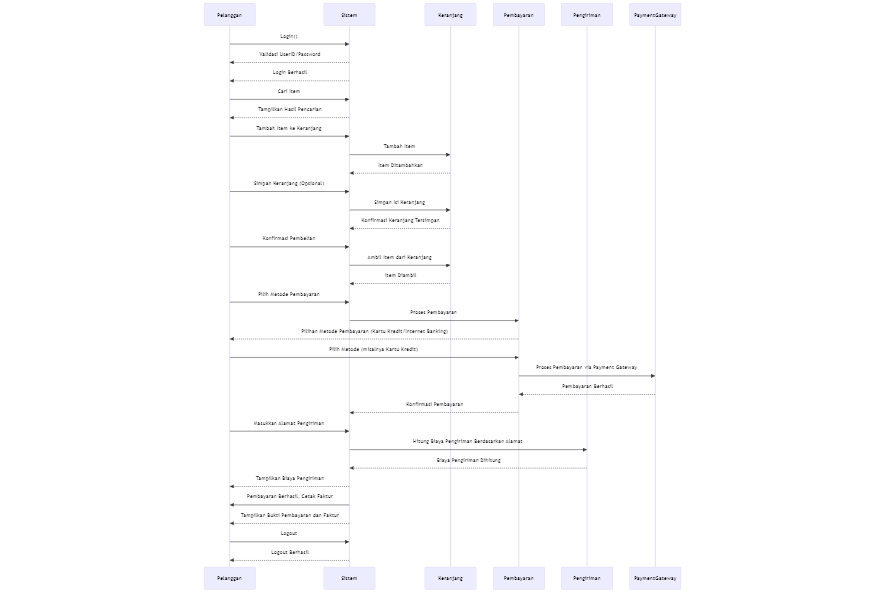 Pelanggan Sistem Keranjang Pembayaran Pengiriman PaymentGateway
Login()
Validasi UserID/Password
Login Berhasil
Cari Item
Tampilkan Hasil Pencarian
Tambah Item ke Keranjang
Tambah Item
Item Ditambahkan
Simpan Keranjang (Opsional)
Simpan Isi Keranjang
Konfirmasi Keranjang Tersimpan
Konfirmasi Pembelian
Ambil Item dari Keranjang
Item Diambil
Pilih Metode Pembayaran
Proses Pembayaran
Pilihan Metode Pembayaran (Kartu Kredit/Internet Banking)
Pilih Metode (misalnya Kartu Kredit)
Proses Pembayaran via Payment Gateway
Pembayaran Berhasil
Konfirmasi Pembayaran
Masukkan Alamat Pengiriman
Hitung Biaya Pengiriman Berdasarkan Alamat
Biaya Pengiriman Dihitung
Tampilkan Biaya Pengiriman
Pembayaran Berhasil, Cetak Faktur
Tampilkan Bukti Pembayaran dan Faktur
Logout
Logout Berhasil
Pelanggan Sistem Keranjang Pembayaran Pengiriman PaymentGateway